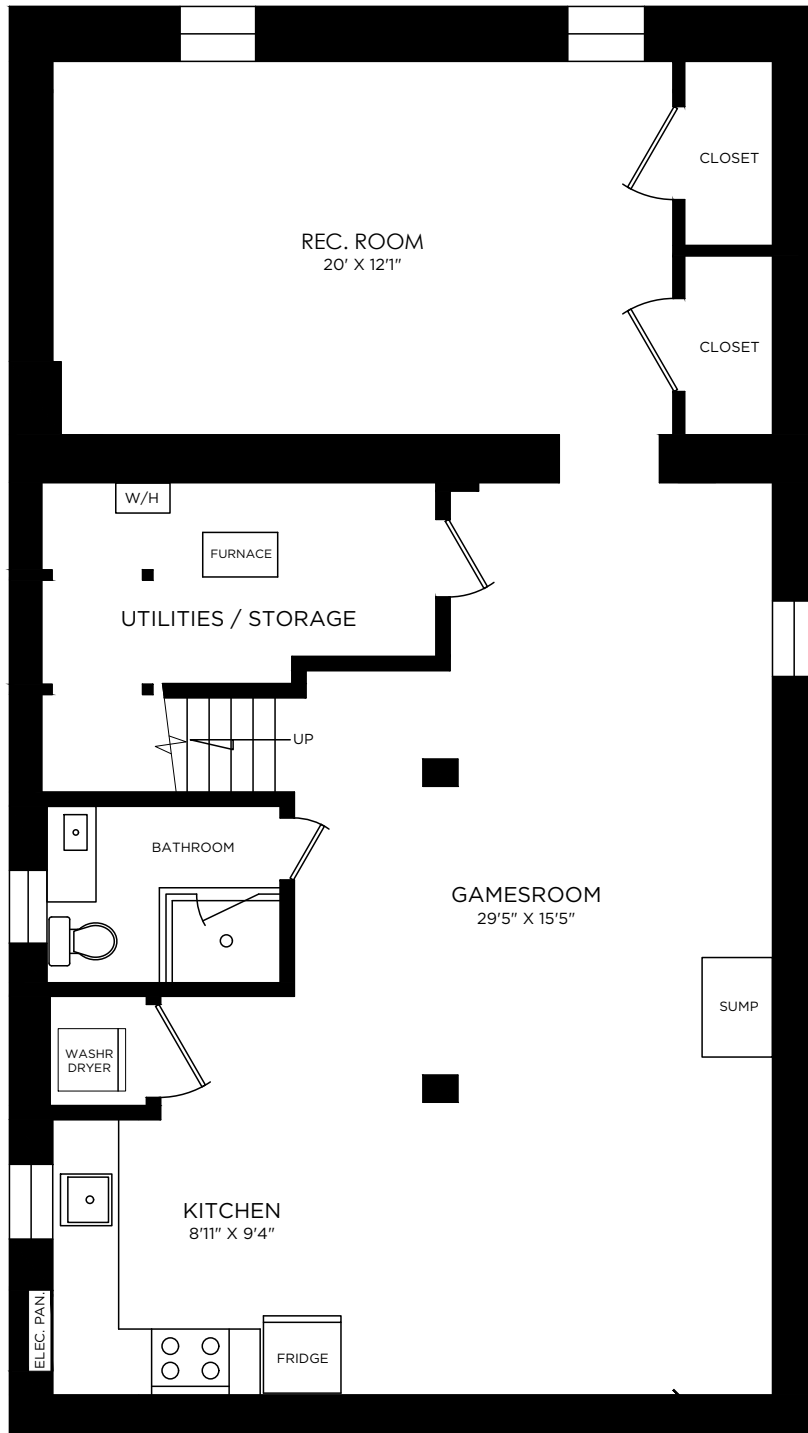 CLOSET
REC. ROOM
20' X 12'1"
CLOSET
W/H
FURNACE
UTILITIES / STORAGE
UP
BATHROOM
GAMESROOM
29'5" X 15'5"
SUMP
WASHR
DRYER
KITCHEN
8'11" X 9'4"
ELEC. PAN.
FRIDGE